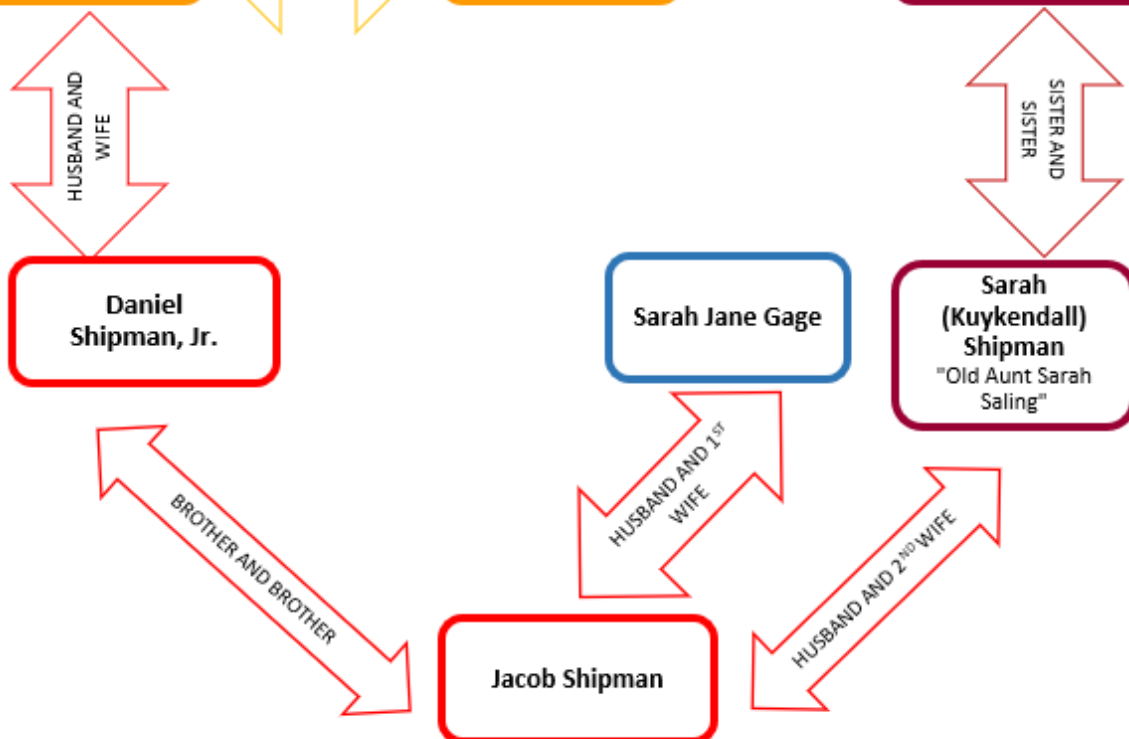 HUSBAND AND
WIFE
SISTER AND
SISTER
Daniel
Shipman, Jr.
Sarah Jane Gage
Sarah
(Kuykendall)
Shipman
"Old Aunt Sarah
Saling"
BROTHER AND BROTHER
HUSBAND AND 1ST
WIFE
HUSBAND AND 2ND WIFE
Jacob Shipman